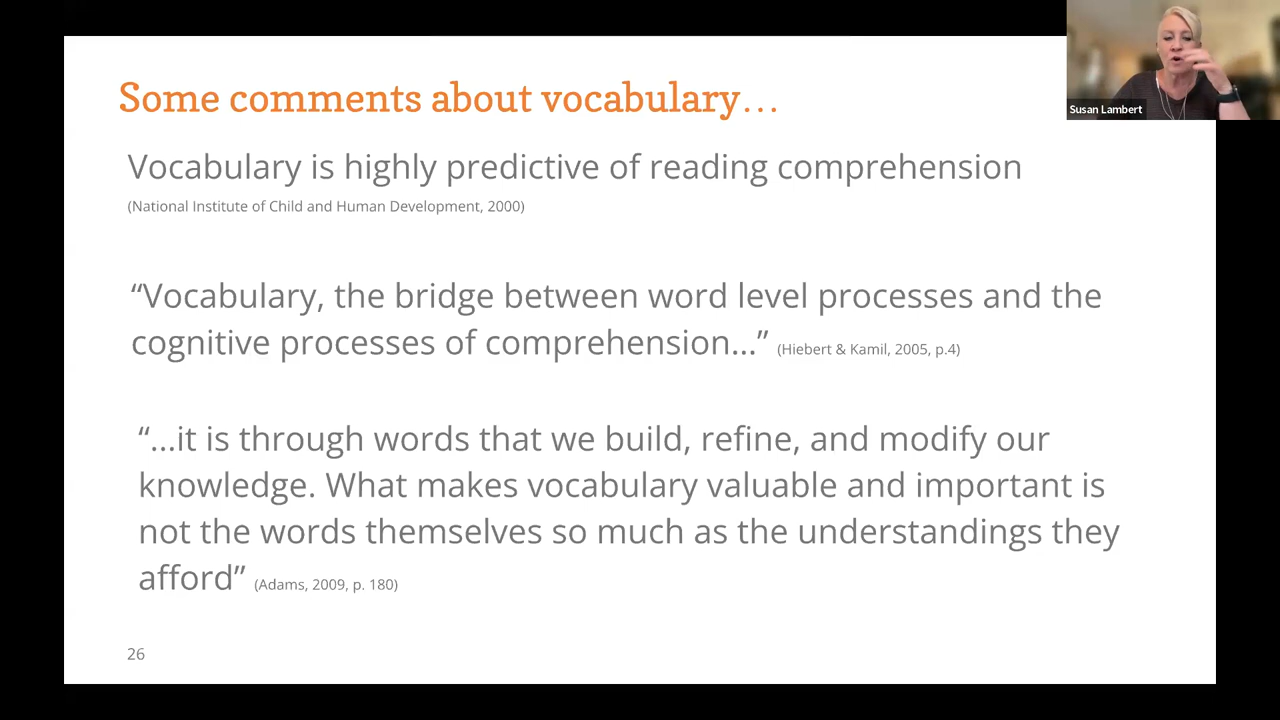 Susan Lambert
Some comments about vocabulary...
Vocabulary is highly predictive of reading comprehension
(National Institute of Child and Human Development, 2000)
“Vocabulary, the bridge between word level processes and the
cognitive processes of comprehension...” (Hiebert & Kamil, 2005, p.4)
“...it is through words that we build, refine, and modify our
knowledge. What makes vocabulary valuable and important is
not the words themselves so much as the understandings they
afford” (Adams, 2009, p. 180)
26